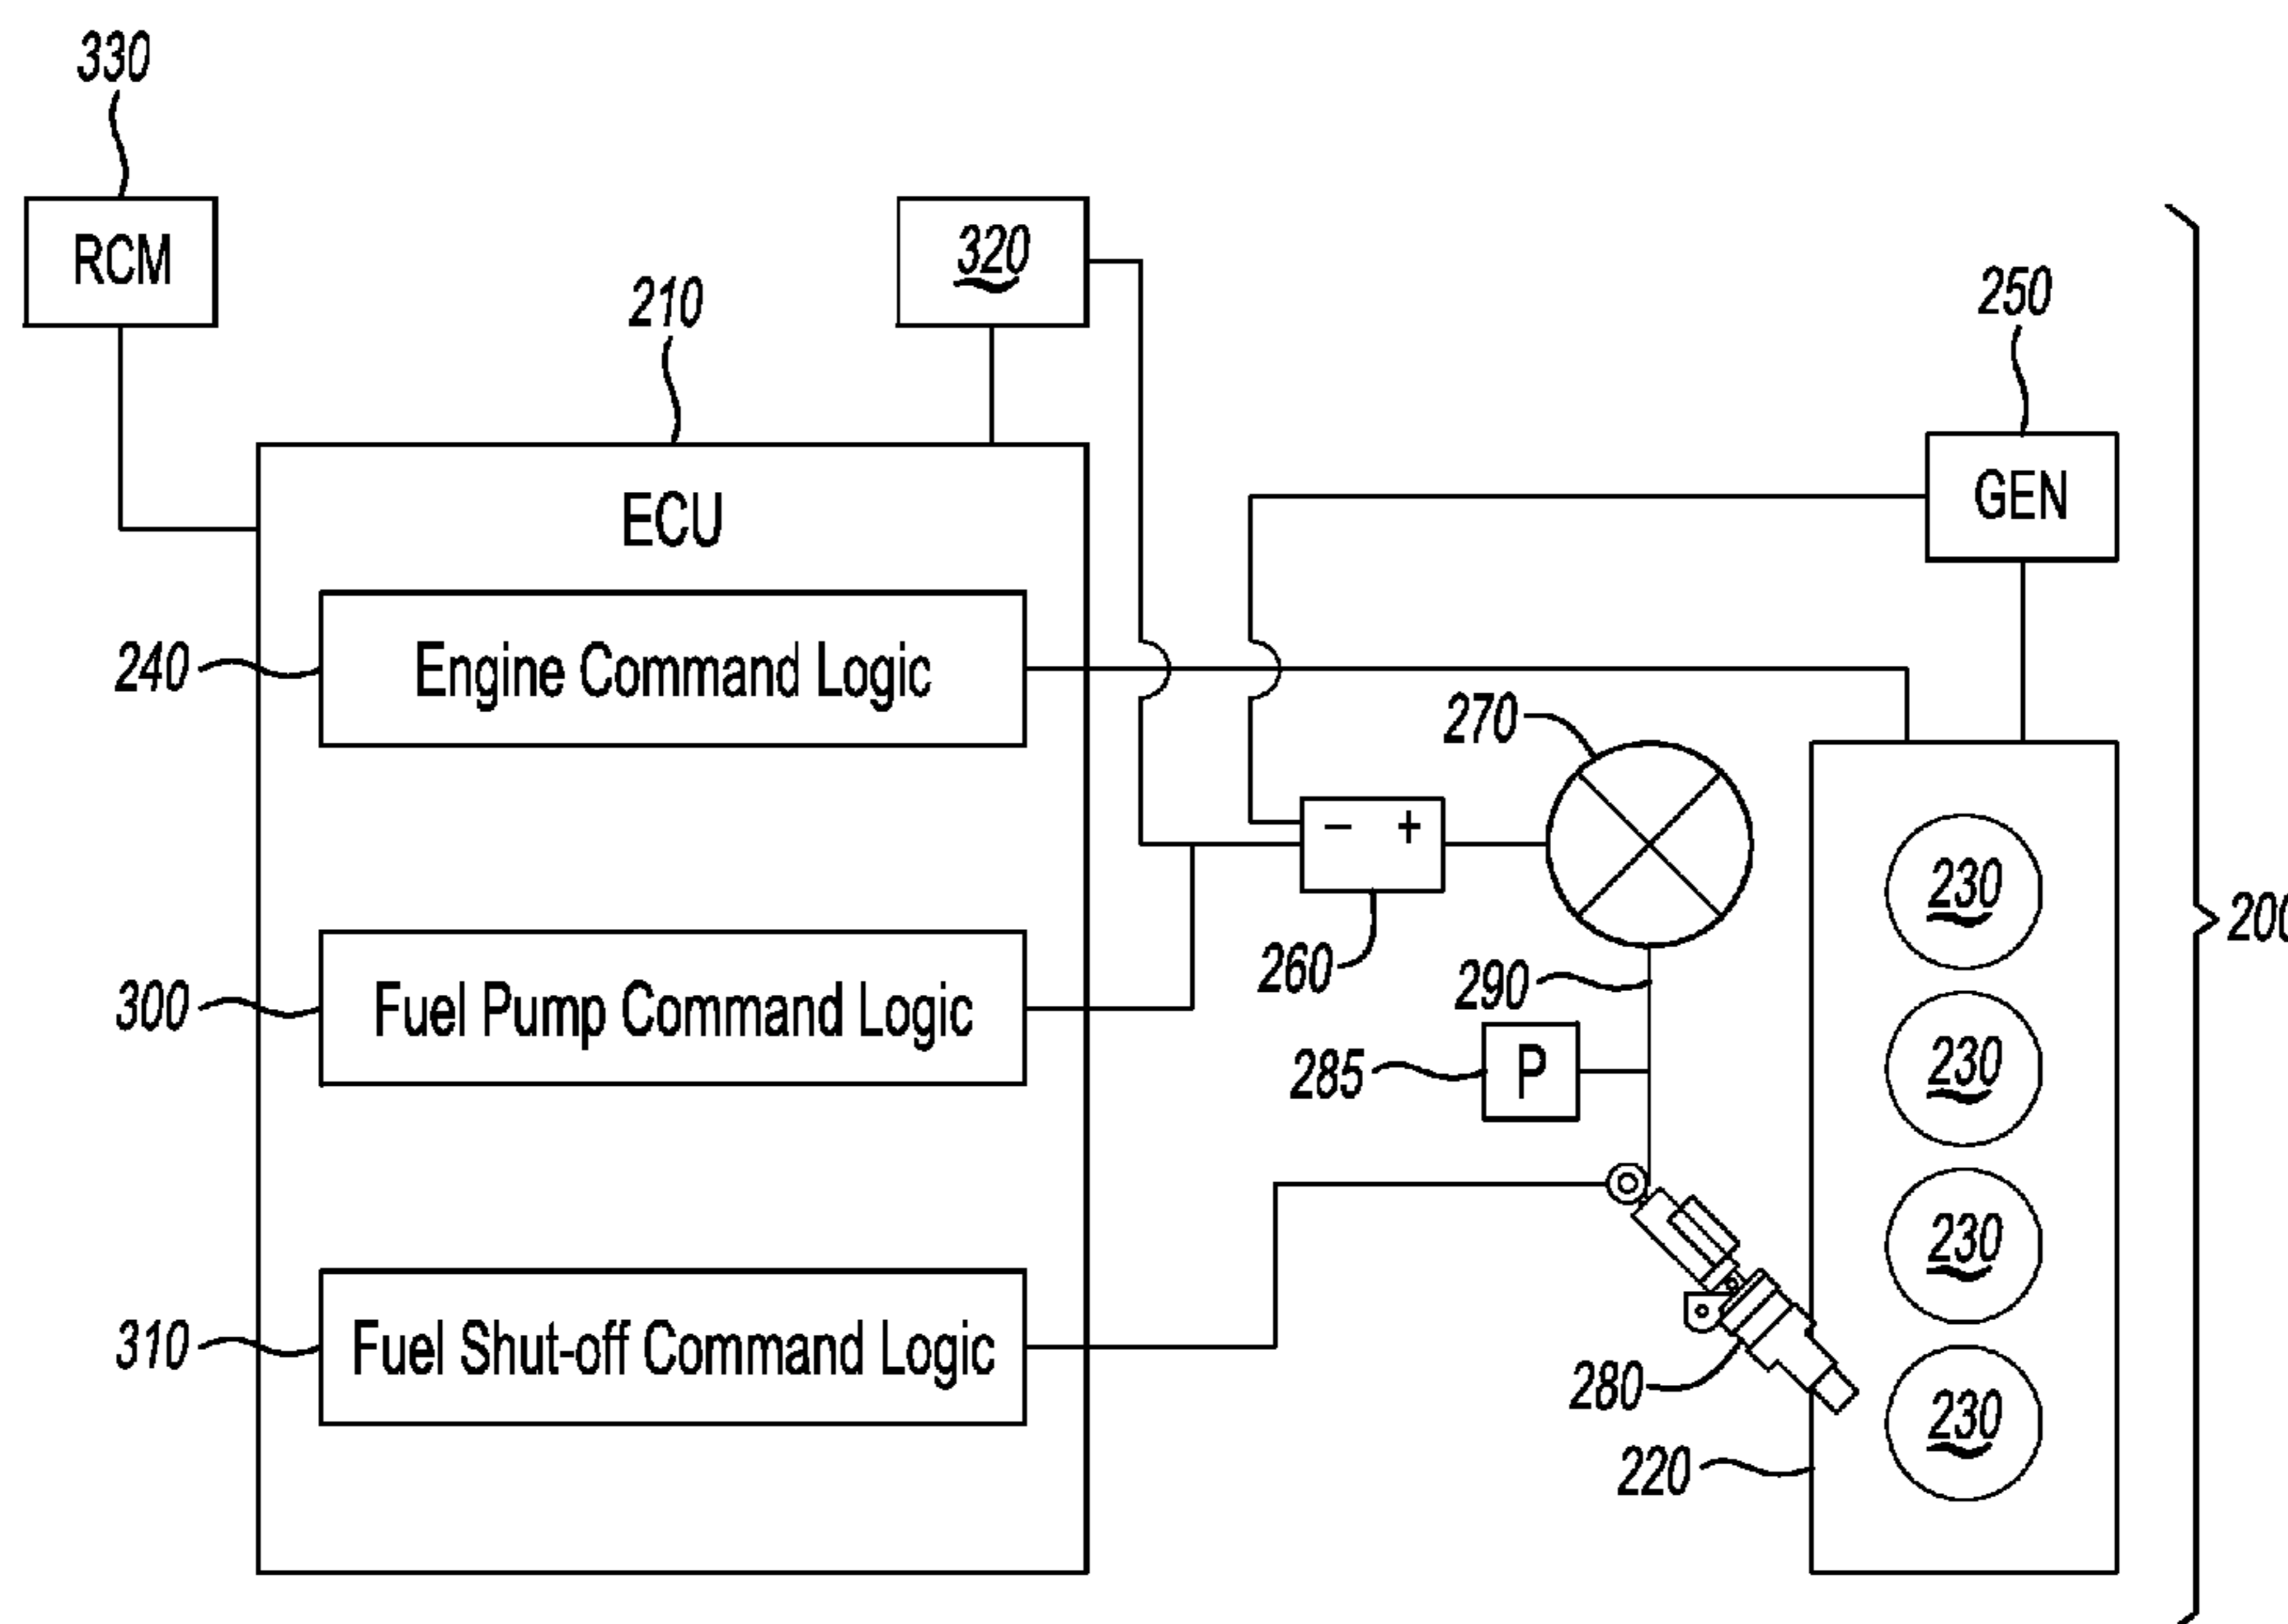 330
RCM
320
210
250
ECU
GEN
240
Engine Command Logic
270
– +
230
200
260
290
300
Fuel Pump Command Logic
230
285
P
230
310
Fuel Shut-off Command Logic
280
230
220